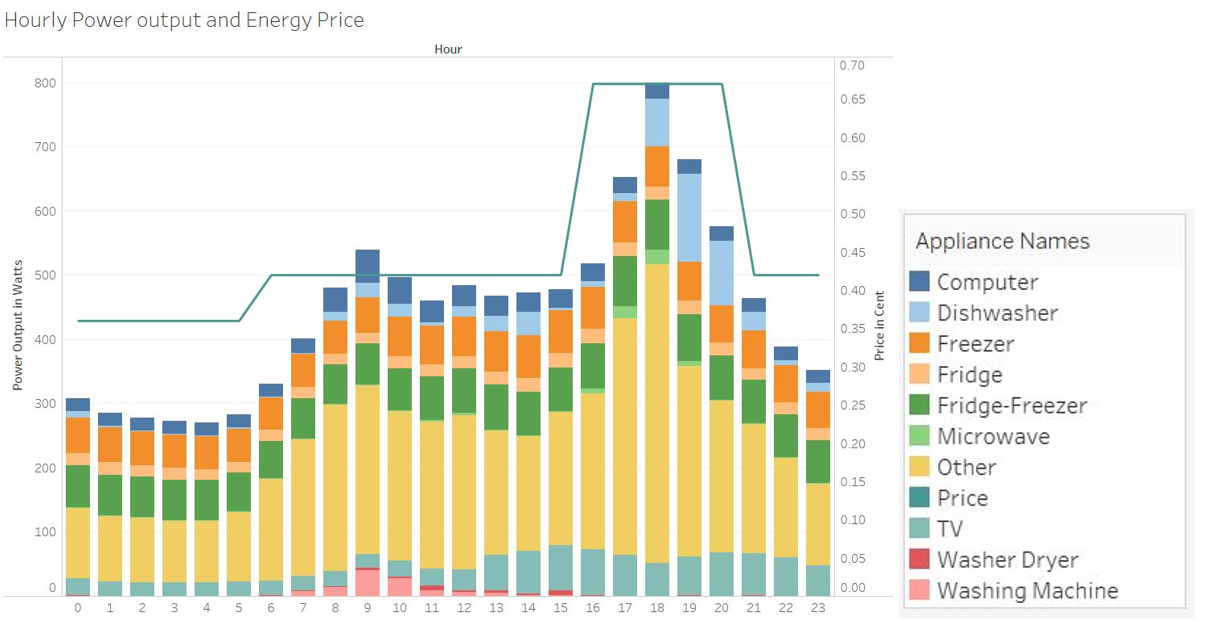 Hourly Power output and Energy Price
Hour
Power Output in Watts
800
700
600
500
400
300
200
100
0
0.70
0.65
0.60
0.55
0.50
0.45
0.40
0.35
0.30
0.25
0.20
0.15
0.10
0.05
0.00
Price in Cent
0 1 2 3 4 5 6 7 8 9 10 11 12 13 14 15 16 17 18 19 20 21 22 23
Appliance Names
Computer
Dishwasher
Freezer
Fridge
Fridge-Freezer
Microwave
Other
Price
TV
Washer Dryer
Washing Machine